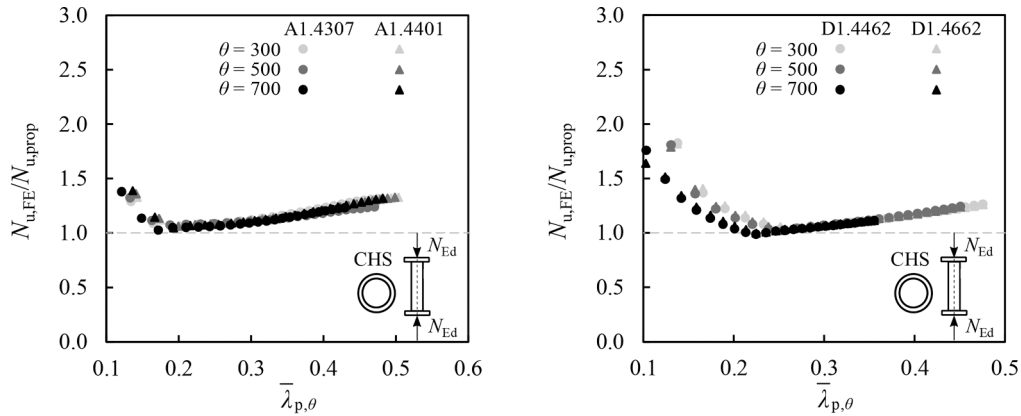 A1.4307 A1.4401
θ = 300
θ = 500
θ = 700
3.0
2.5
2.0
1.5
1.0
0.5
0.0
N_u,FE/N_u,prop
CHS
N_Ed
N_Ed
0.1 0.2 0.3 0.4 0.5 0.6
λ̅_p,θ
D1.4462 D1.4662
θ = 300
θ = 500
θ = 700
3.0
2.5
2.0
1.5
1.0
0.5
0.0
N_u,FE/N_u,prop
CHS
N_Ed
N_Ed
0.1 0.2 0.3 0.4 0.5
λ̅_p,θ